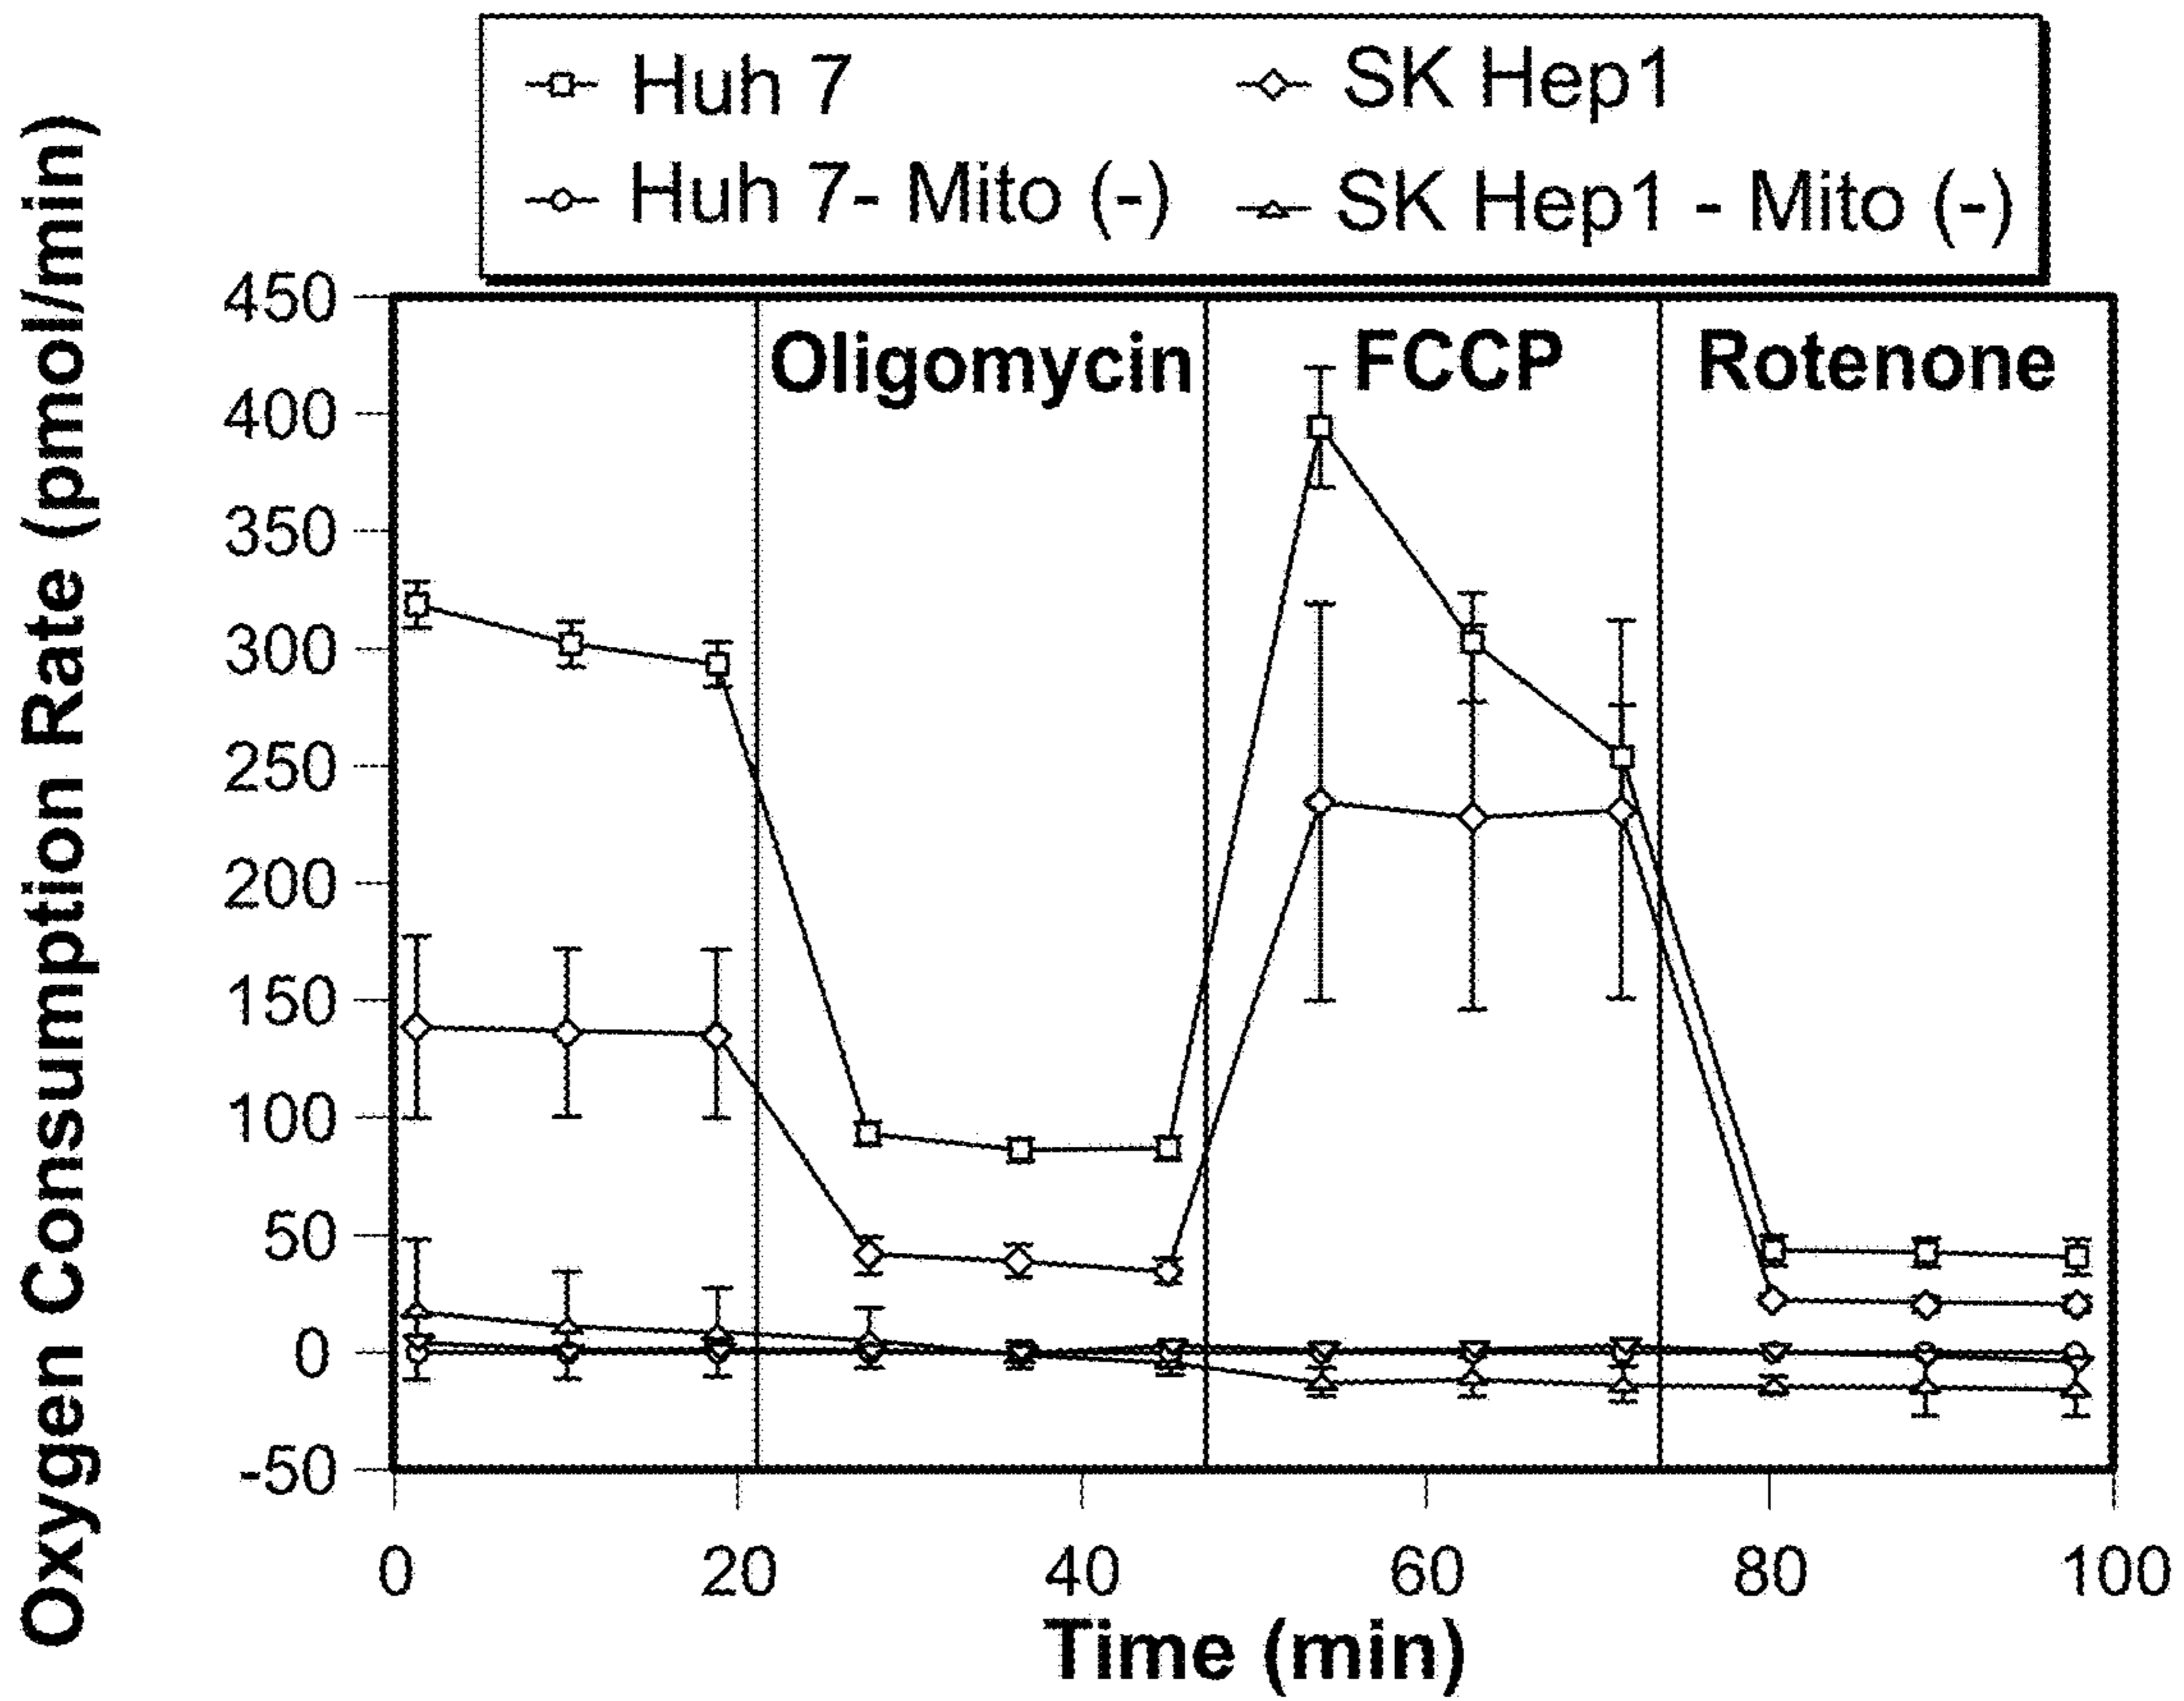 Huh 7
SK Hep1
Huh 7- Mito (-)
SK Hep1 - Mito (-)
Oxygen Consumption Rate (pmol/min)
450
400
350
300
250
200
150
100
50
0
-50
Oligomycin
FCCP
Rotenone
0
20
40
60
80
100
Time (min)